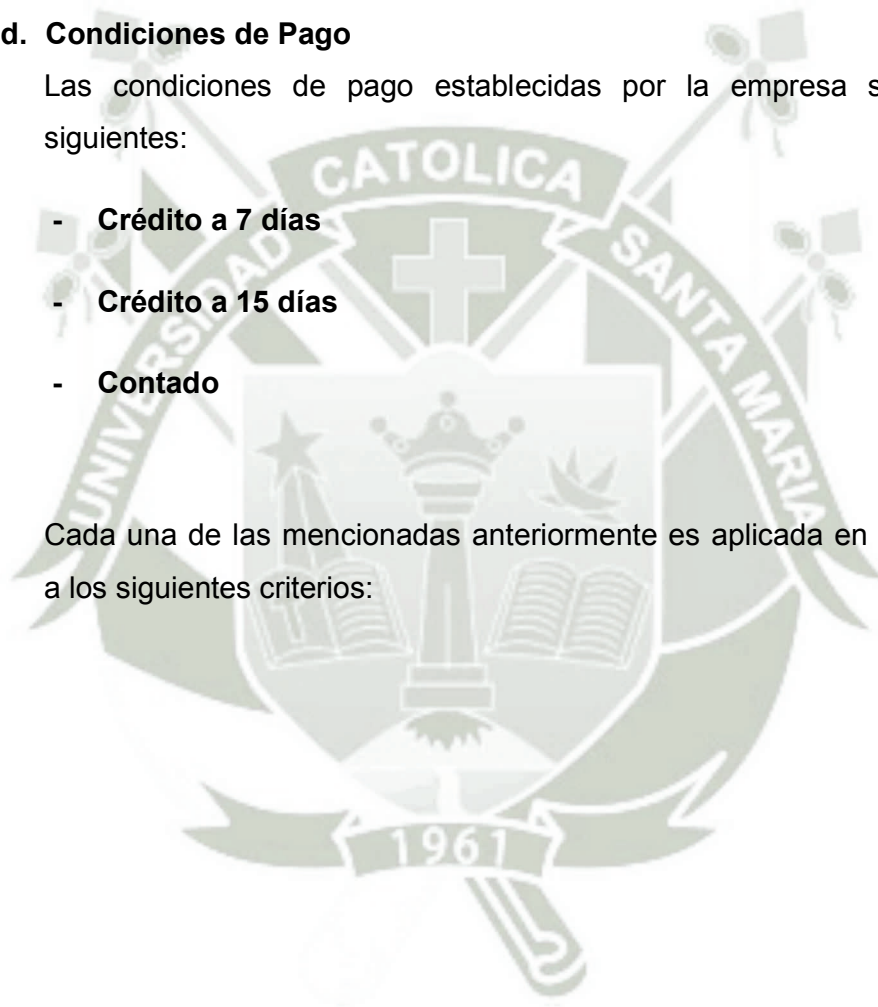 d. Condiciones de Pago
Las condiciones de pago establecidas por la empresa s
siguientes:
- Crédito a 7 días
- Crédito a 15 días
- Contado
Cada una de las mencionadas anteriormente es aplicada en
a los siguientes criterios:
UNIVERSIDAD CATOLICA SANTA MARIA
1961